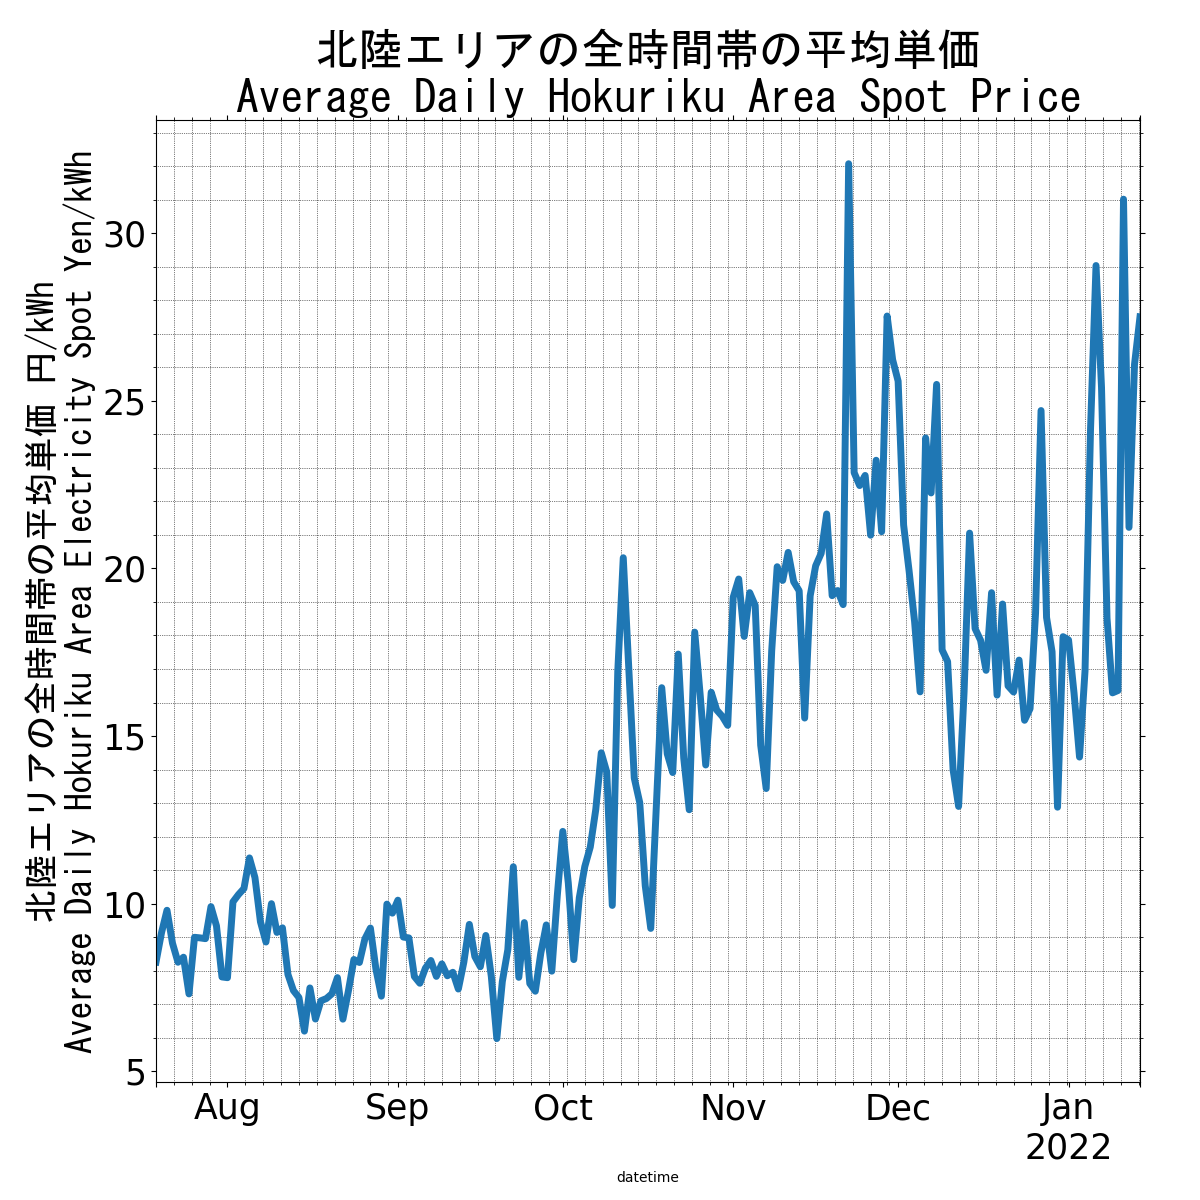 北陸エリアの全時間帯の平均単価
Average Daily Hokuriku Area Spot Price
北陸エリアの全時間帯の平均単価 円/kWh
Average Daily Hokuriku Area Electricity Spot Yen/kWh
30
25
20
15
10
5
Aug Sep Oct Nov Dec Jan
2022
datetime